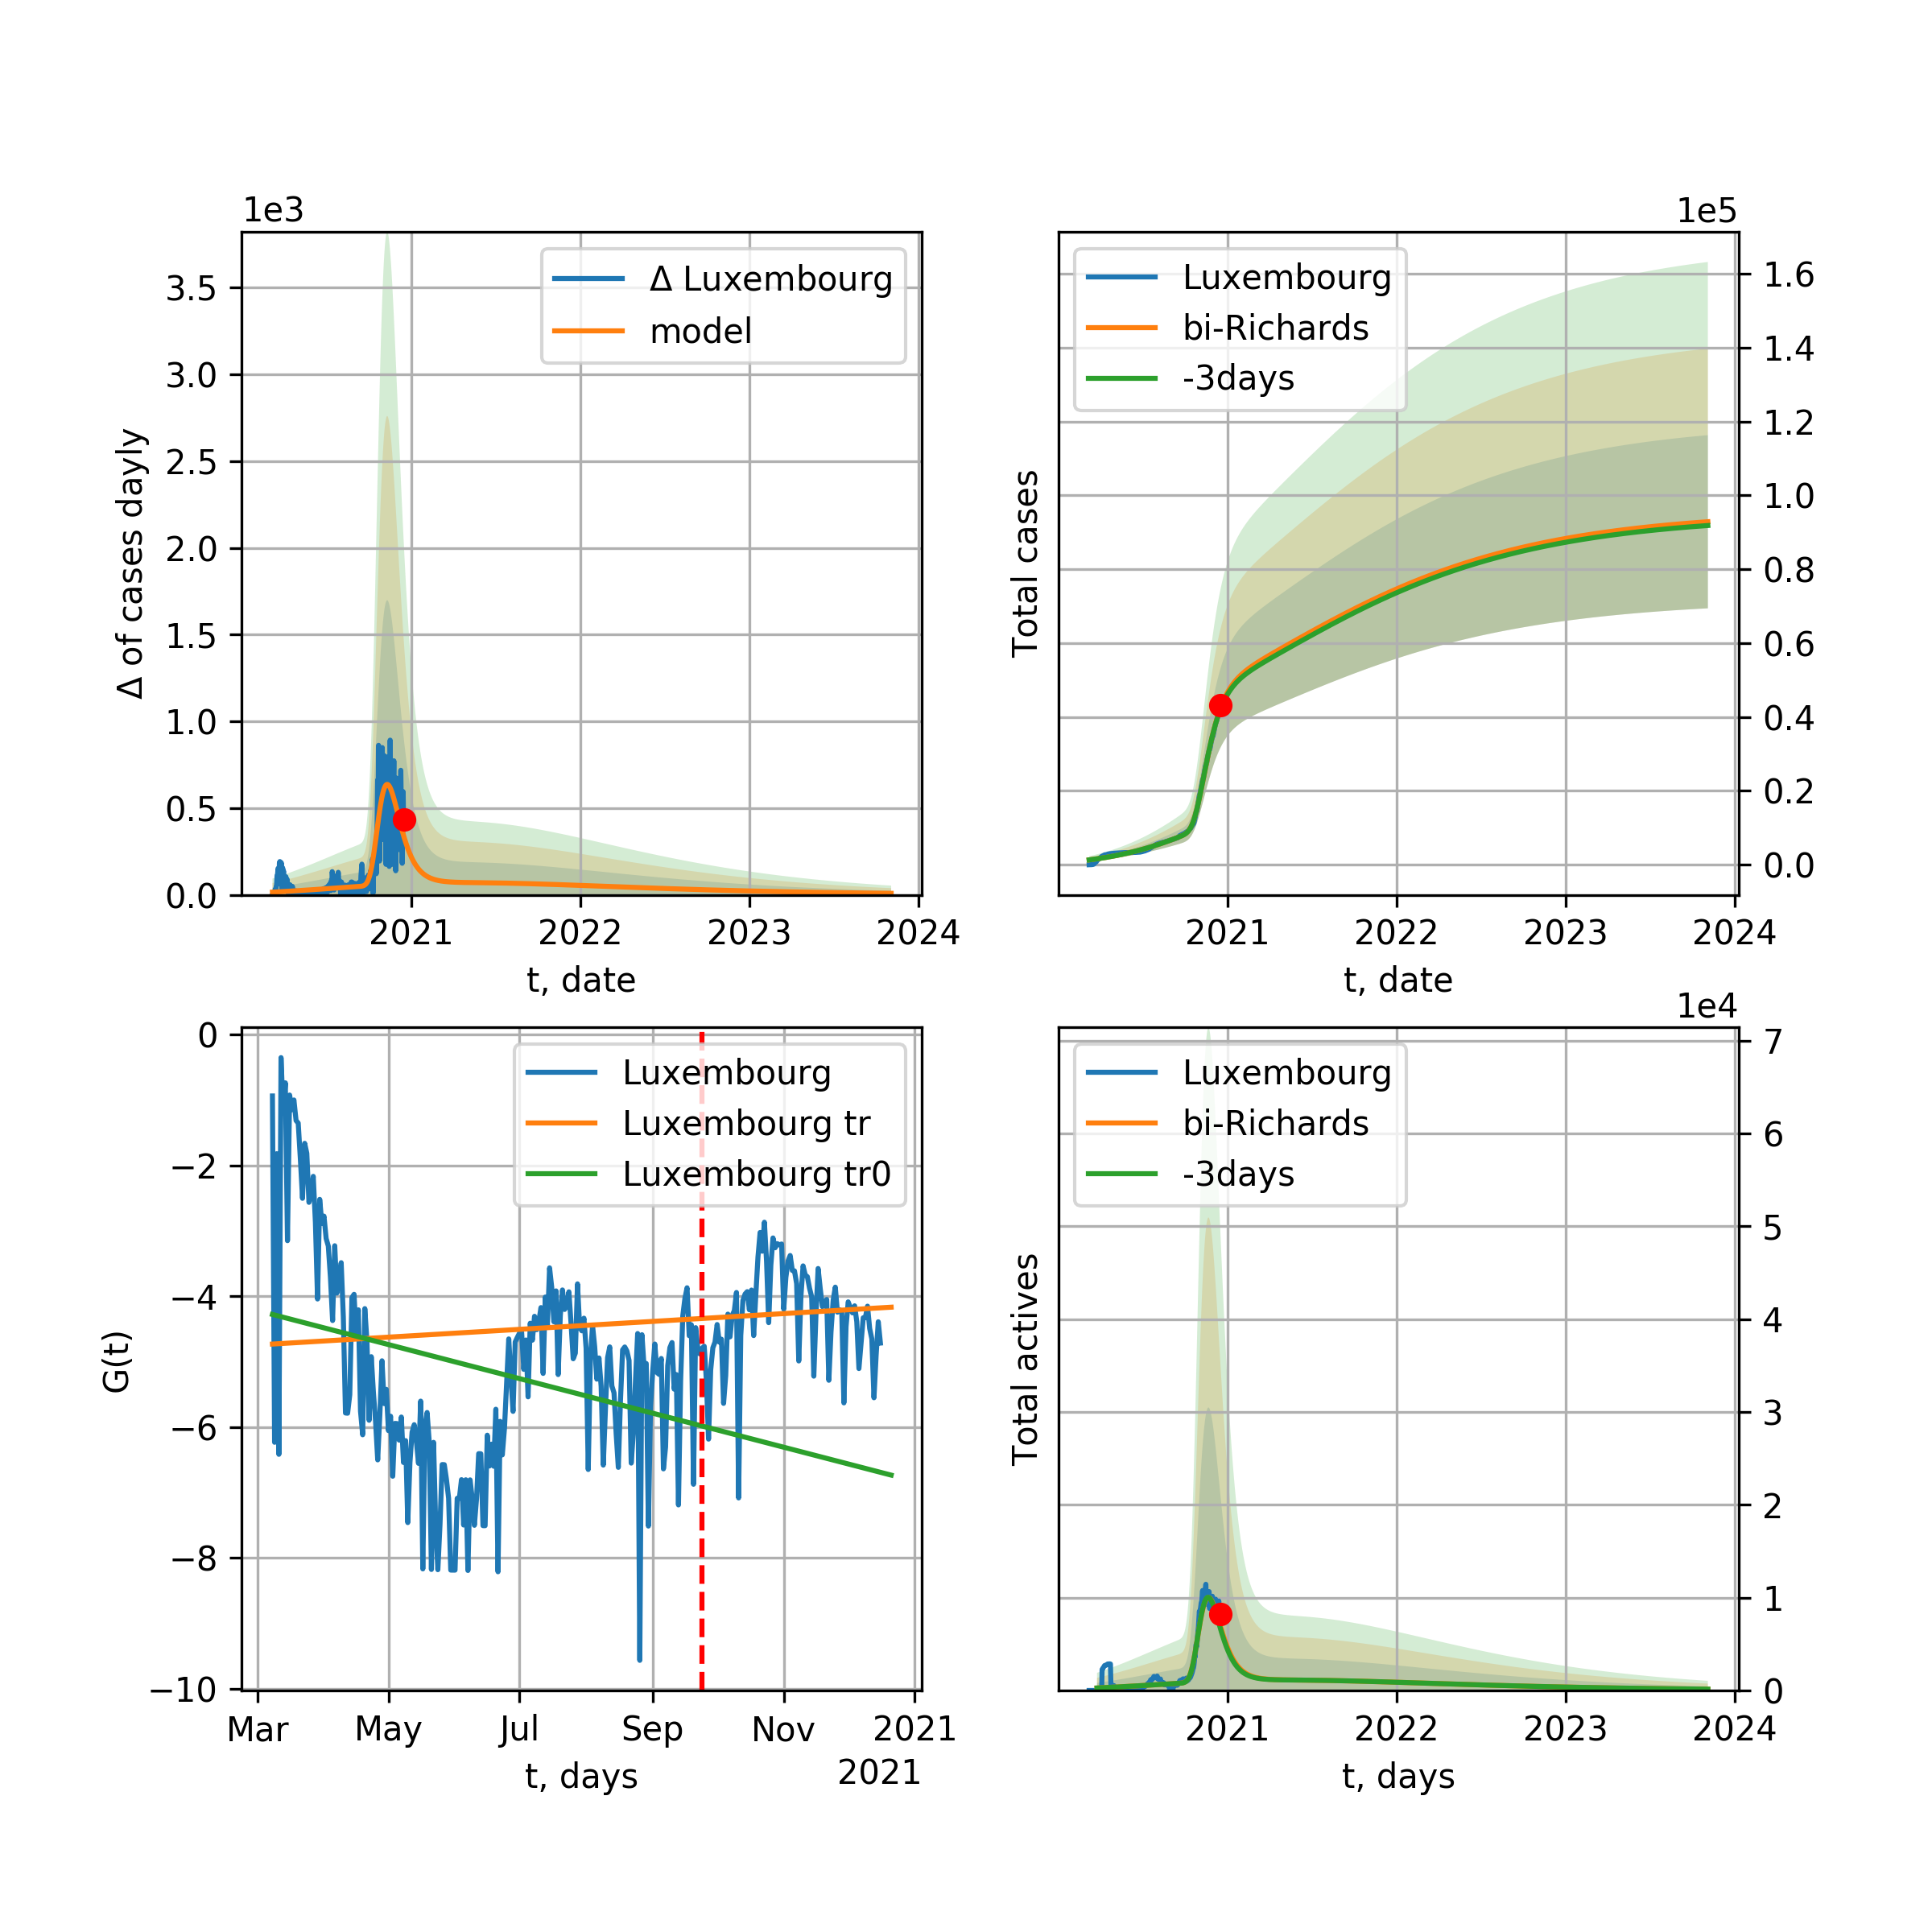 1e3
3.5
3.0
2.5
2.0
1.5
1.0
0.5
0.0
Δ of cases dayly
Δ Luxembourg
model
2021 2022 2023 2024
t, date
1e5
Luxembourg
bi-Richards
-3days
Total cases
1.6
1.4
1.2
1.0
0.8
0.6
0.4
0.2
0.0
2021 2022 2023 2024
t, date
0
−2
−4
−6
−8
−10
G(t)
Luxembourg
Luxembourg tr
Luxembourg tr0
Mar May Jul Sep Nov 2021
t, days
2021
1e4
Luxembourg
bi-Richards
-3days
Total actives
7
6
5
4
3
2
1
0
2021 2022 2023 2024
t, days